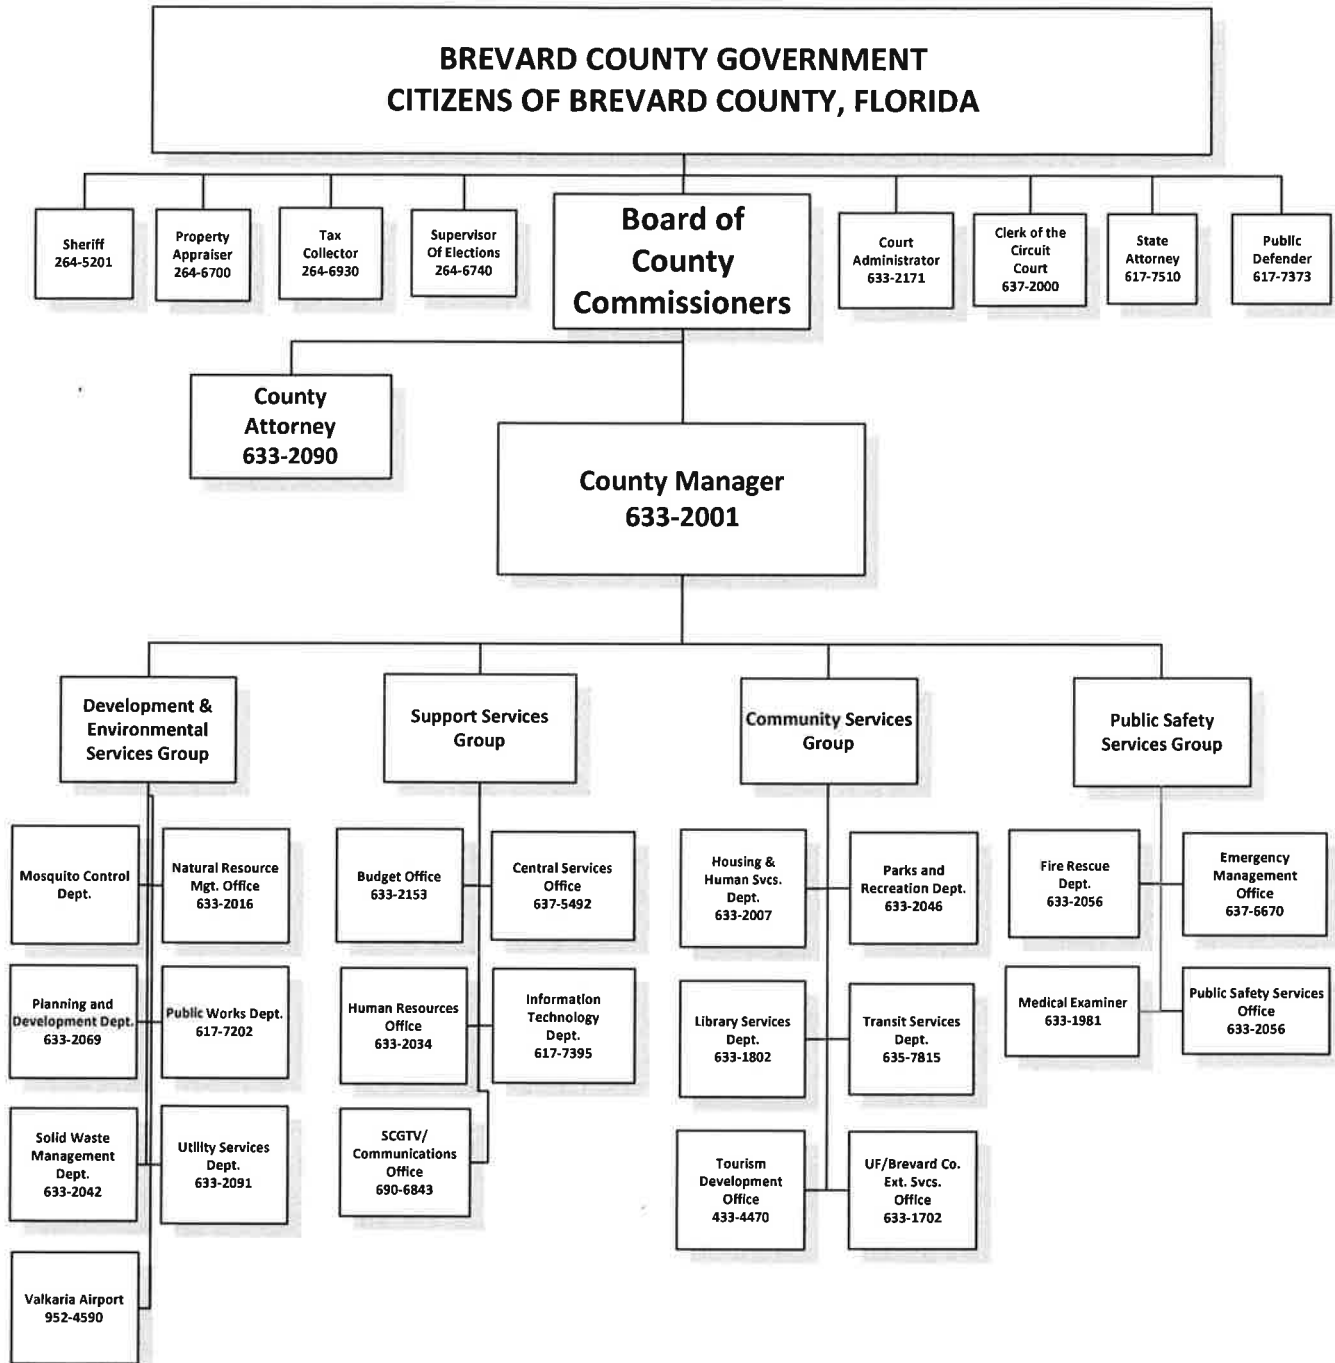 BREVARD COUNTY GOVERNMENT
CITIZENS OF BREVARD COUNTY, FLORIDA
Sheriff
264-5201
Property
Appraiser
264-6700
Tax
Collector
264-6930
Supervisor
Of Elections
264-6740
Board of
County
Commissioners
Court
Administrator
633-2171
Clerk of the
Circuit
Court
637-2000
State
Attorney
617-7510
Public
Defender
617-7373
County
Attorney
633-2090
County Manager
633-2001
Development &
Environmental
Services Group
Support Services
Group
Community Services
Group
Public Safety
Services Group
Mosquito Control
Dept.
Natural Resource
Mgt. Office
633-2016
Budget Office
633-2153
Central Services
Office
637-5492
Housing &
Human Svcs.
Dept.
633-2007
Parks and
Recreation Dept.
633-2046
Fire Rescue
Dept.
633-2056
Emergency
Management
Office
637-6670
Planning and
Development Dept.
633-2069
Public Works Dept.
617-7202
Human Resources
Office
633-2034
Information
Technology
Dept.
617-7395
Library Services
Dept.
633-1802
Transit Services
Dept.
635-7815
Medical Examiner
633-1981
Public Safety Services
Office
633-2056
Solid Waste
Management
Dept.
633-2042
Utility Services
Dept.
633-2091
SCGTV/
Communications
Office
690-6843
Tourism
Development
Office
433-4470
UF/Brevard Co.
Ext. Svcs.
Office
633-1702
Valkaria Airport
952-4590